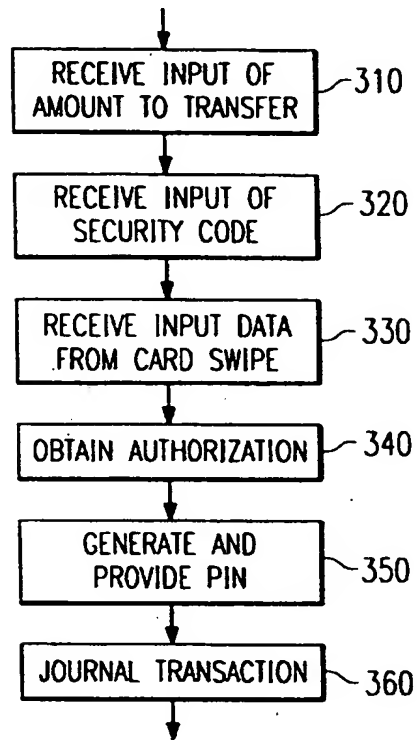 RECEIVE INPUT OF
AMOUNT TO TRANSFER
310
RECEIVE INPUT OF
SECURITY CODE
320
RECEIVE INPUT DATA
FROM CARD SWIPE
330
OBTAIN AUTHORIZATION
340
GENERATE AND
PROVIDE PIN
350
JOURNAL TRANSACTION
360